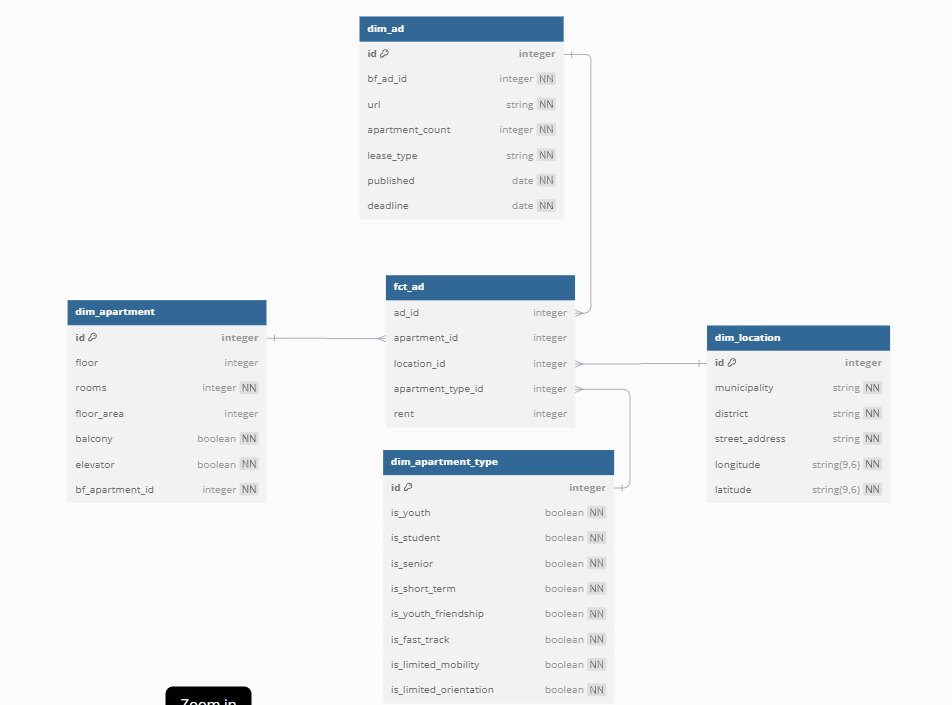 dim_ad
id integer
bf_ad_id integer NN
url string NN
apartment_count integer NN
lease_type string NN
published date NN
deadline date NN
fct_ad
ad_id integer
apartment_id integer
location_id integer
apartment_type_id integer
rent integer
dim_apartment
id integer
floor integer
rooms integer NN
floor_area integer
balcony boolean NN
elevator boolean NN
bf_apartment_id integer NN
dim_location
id integer
municipality string NN
district string NN
street_address string NN
longitude string(9,6) NN
latitude string(9,6) NN
dim_apartment_type
id integer
is_youth boolean NN
is_student boolean NN
is_senior boolean NN
is_short_term boolean NN
is_youth_friendship boolean NN
is_fast_track boolean NN
is_limited_mobility boolean NN
is_limited_orientation boolean NN
Zoom in